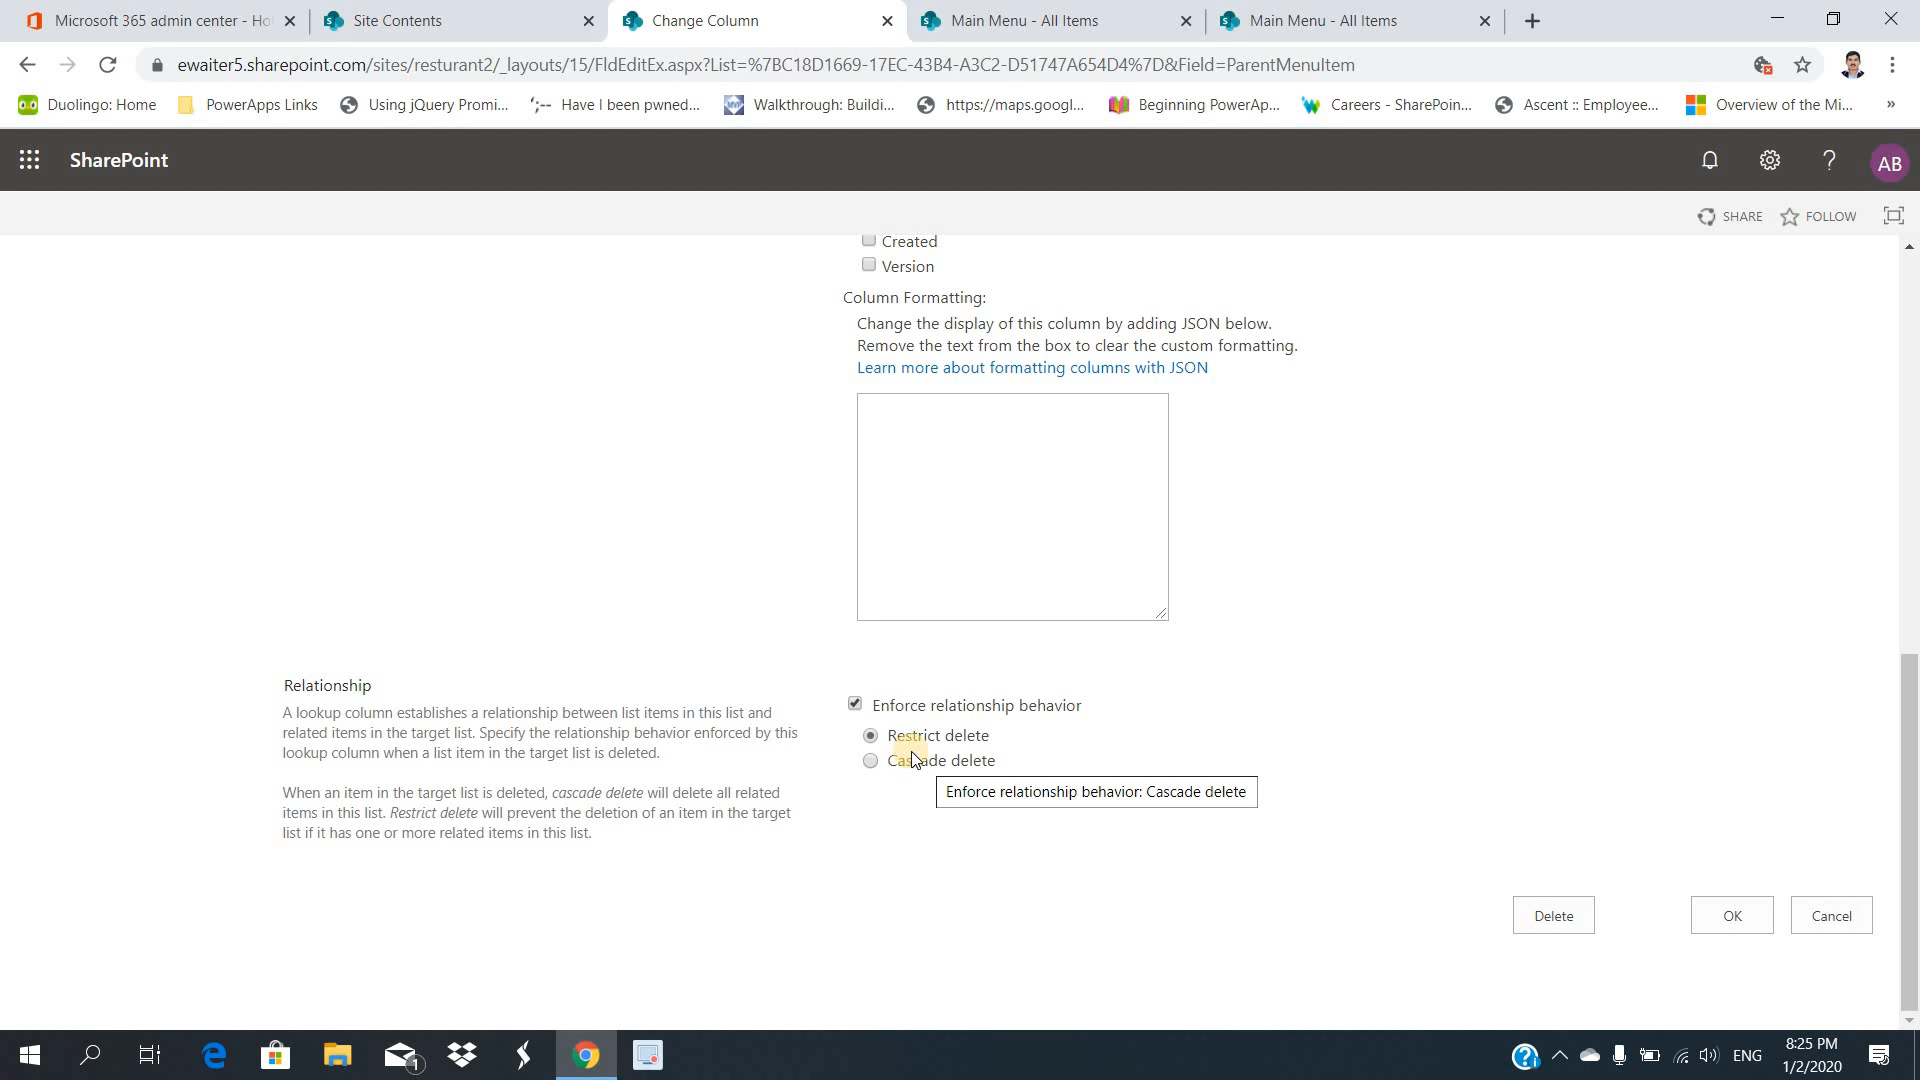 Microsoft 365 admin center - Ho
Site Contents
Change Column
Main Menu - All Items
Main Menu - All Items
ewaiter5.sharepoint.com/sites/resturant2/_layouts/15/FldEditEx.aspx?List=%7BC18D1669-17EC-43B4-A3C2-D51747A654D4%7D&Field=ParentMenuItem
Duolingo: Home
PowerApps Links
Using jQuery Promi...
Have I been pwned...
Walkthrough: Buildi...
https://maps.googl...
Beginning PowerAp...
Careers - SharePoin...
Ascent :: Employee...
Overview of the Mi...
»
SharePoint
?
AB
SHARE
FOLLOW
Created
Version
Column Formatting:
Change the display of this column by adding JSON below.
Remove the text from the box to clear the custom formatting.
Learn more about formatting columns with JSON
Relationship
A lookup column establishes a relationship between list items in this list and
related items in the target list. Specify the relationship behavior enforced by this
lookup column when a list item in the target list is deleted.
When an item in the target list is deleted, cascade delete will delete all related
items in this list. Restrict delete will prevent the deletion of an item in the target
list if it has one or more related items in this list.
Enforce relationship behavior
Restrict delete
Cascade delete
Enforce relationship behavior: Cascade delete
Delete
OK
Cancel
1
ENG
8:25 PM
1/2/2020